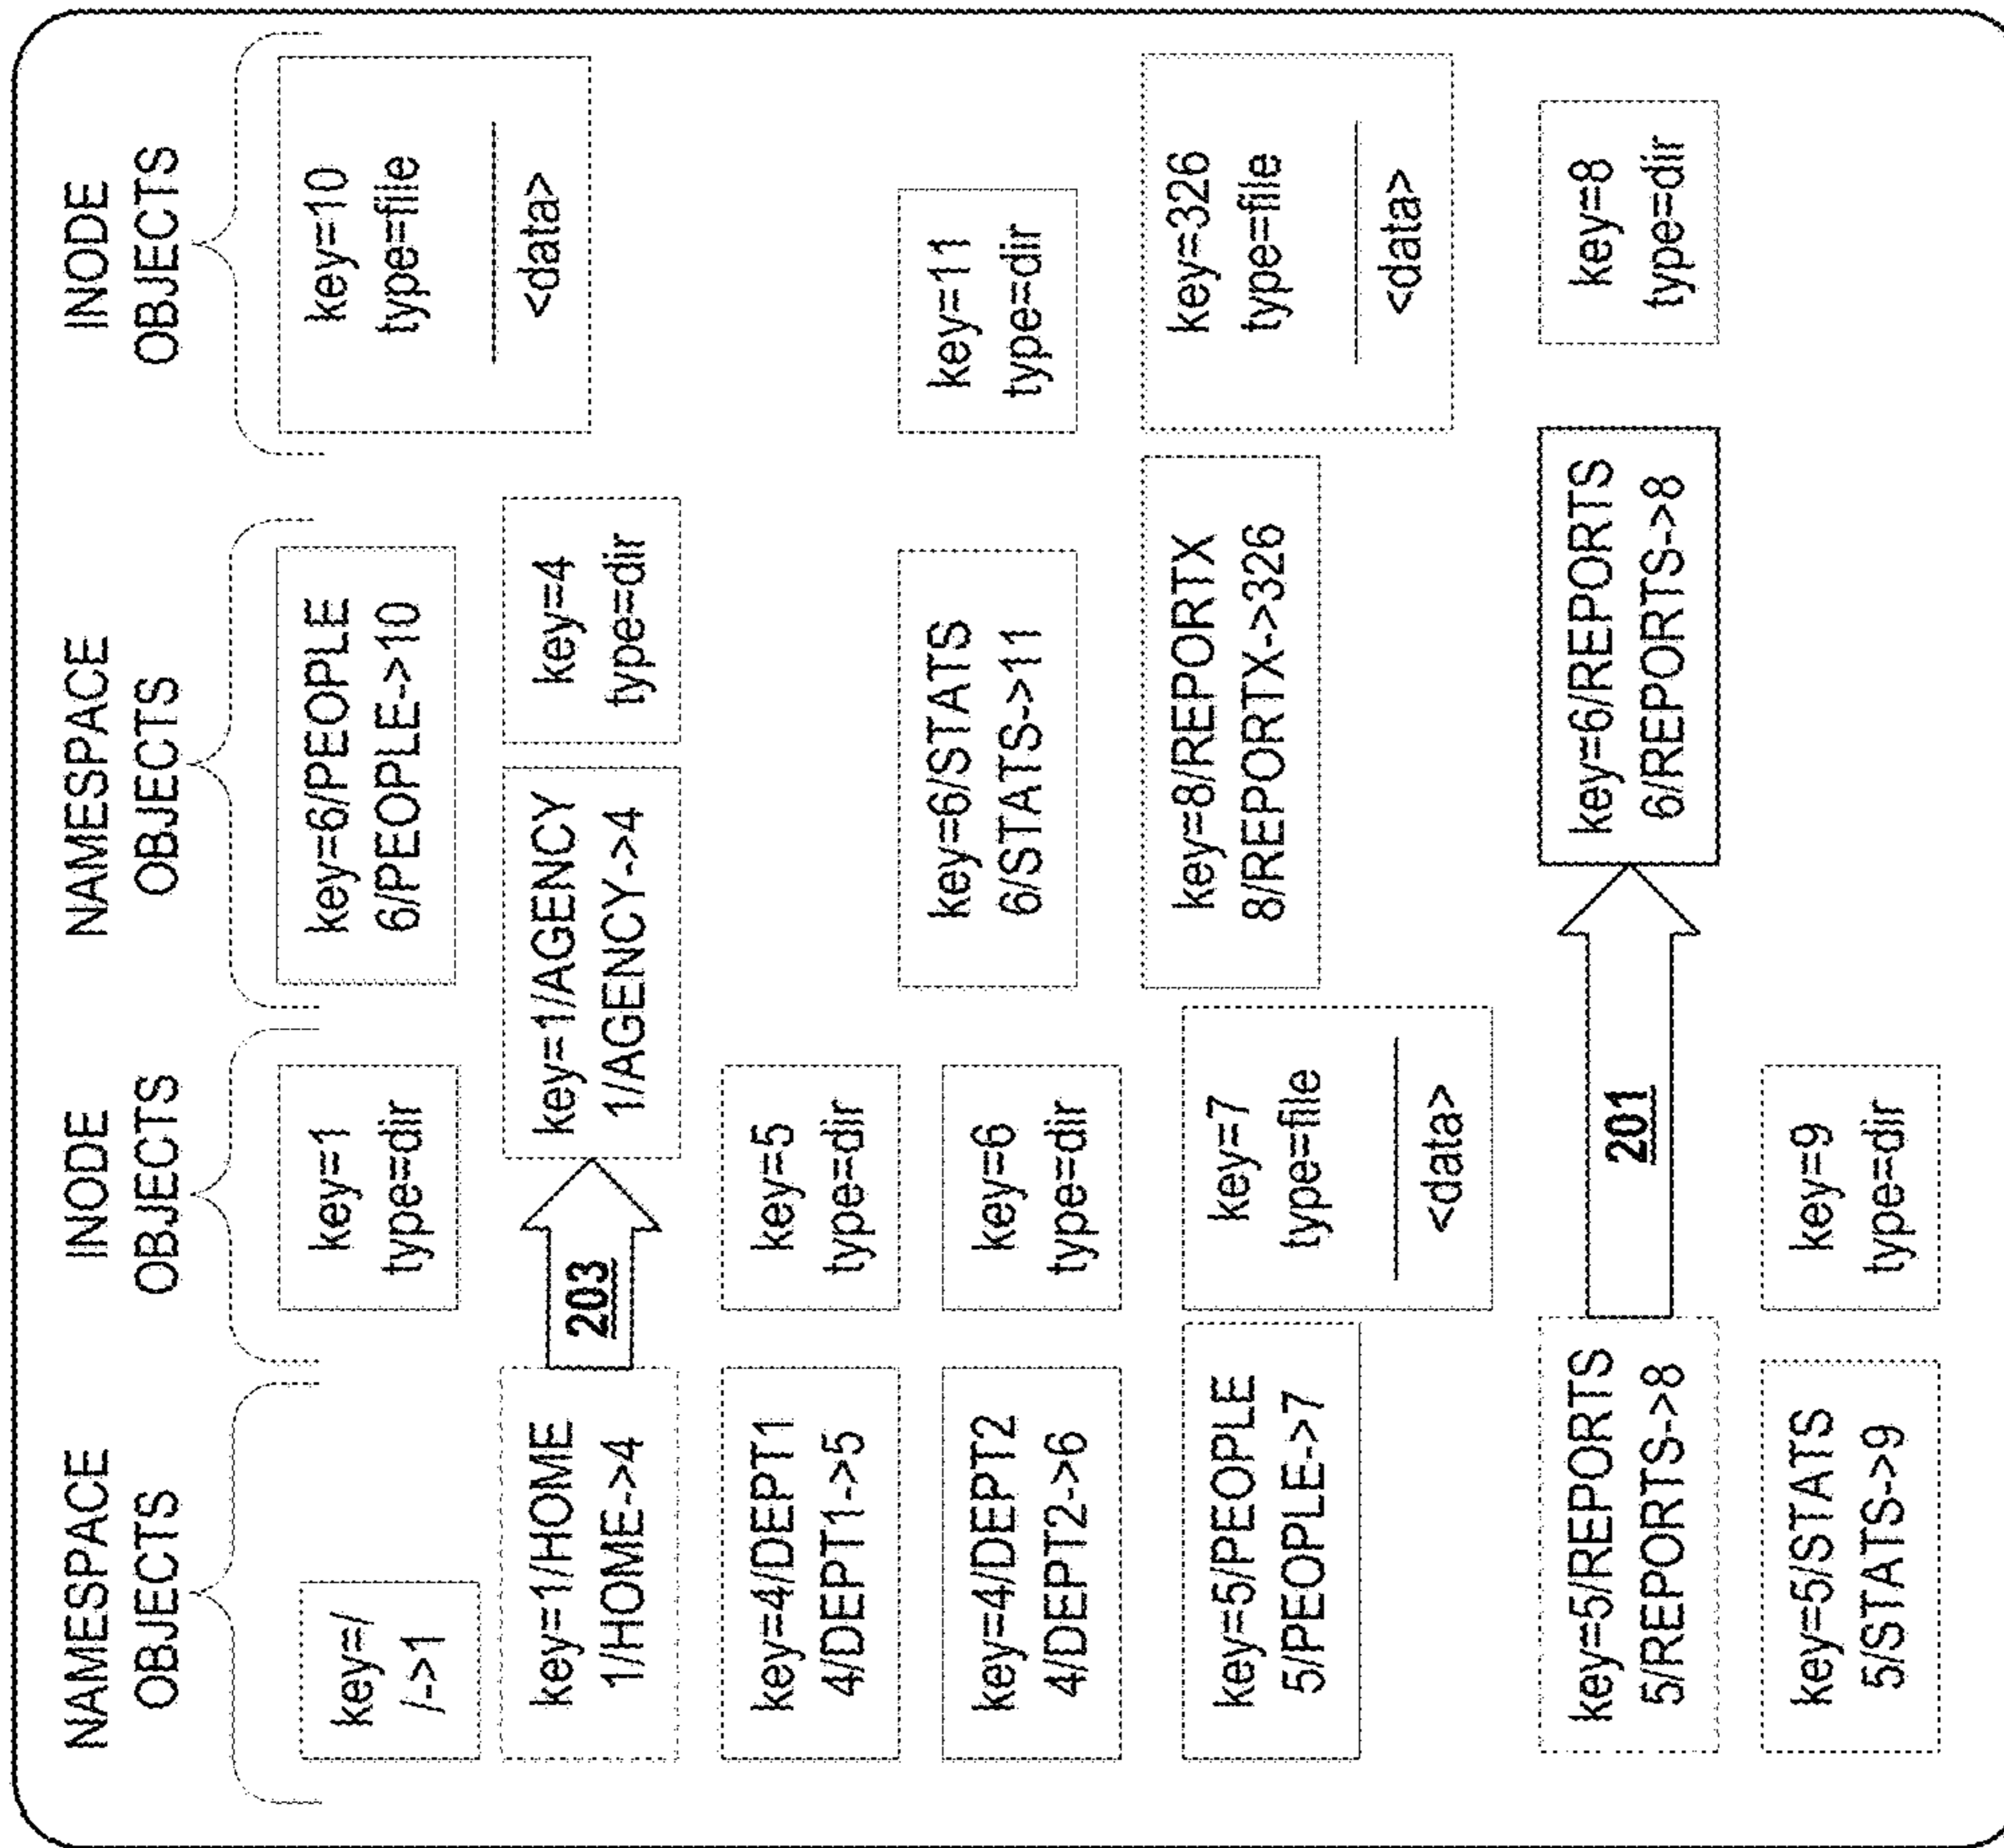 NAMESPACE
OBJECTS
INODE
OBJECTS
NAMESPACE
OBJECTS
INODE
OBJECTS
key=/
/->1
key=1
type=dir
key=6/PEOPLE
6/PEOPLE->10
key=10
type=file
<data>
key=1/HOME
1/HOME->4
203
key=1/AGENCY
1/AGENCY->4
key=4
type=dir
key=4/DEPT1
4/DEPT1->5
key=5
type=dir
key=4/DEPT2
4/DEPT2->6
key=6
type=dir
key=6/STATS
6/STATS->11
key=11
type=dir
key=5/PEOPLE
5/PEOPLE->7
key=7
type=file
<data>
key=8/REPORTX
8/REPORTX->326
key=326
type=file
<data>
key=5/REPORTS
5/REPORTS->8
201
key=6/REPORTS
6/REPORTS->8
key=8
type=dir
key=5/STATS
5/STATS->9
key=9
type=dir